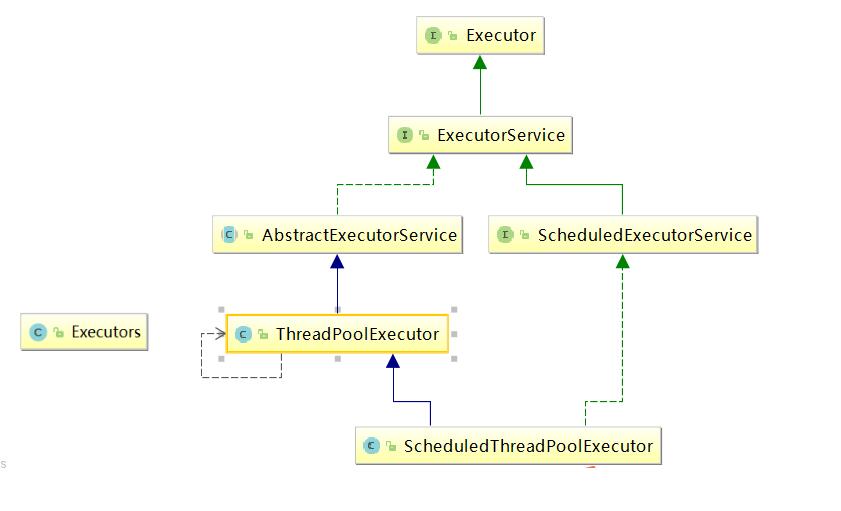 Executor
ExecutorService
AbstractExecutorService
ScheduledExecutorService
Executors
ThreadPoolExecutor
ScheduledThreadPoolExecutor
s